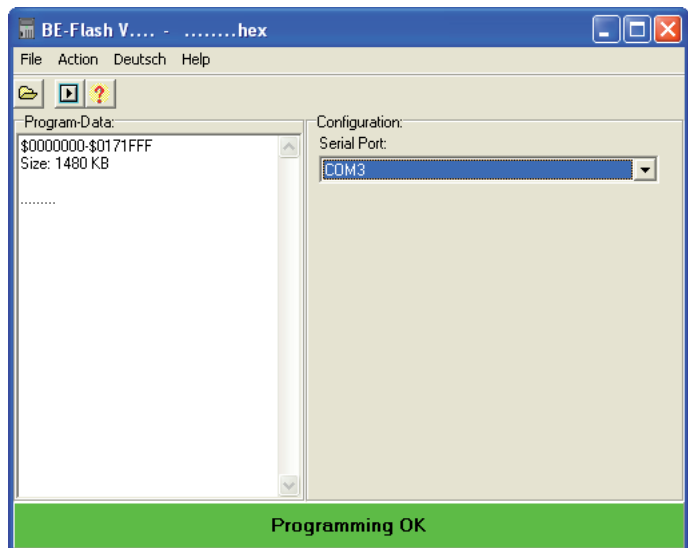 BE-Flash V.... - ........hex
File Action Deutsch Help
?
Program-Data:
$0000000-$0171FFF
Size: 1480 KB
.........
Configuration:
Serial Port:
COM3
Programming OK